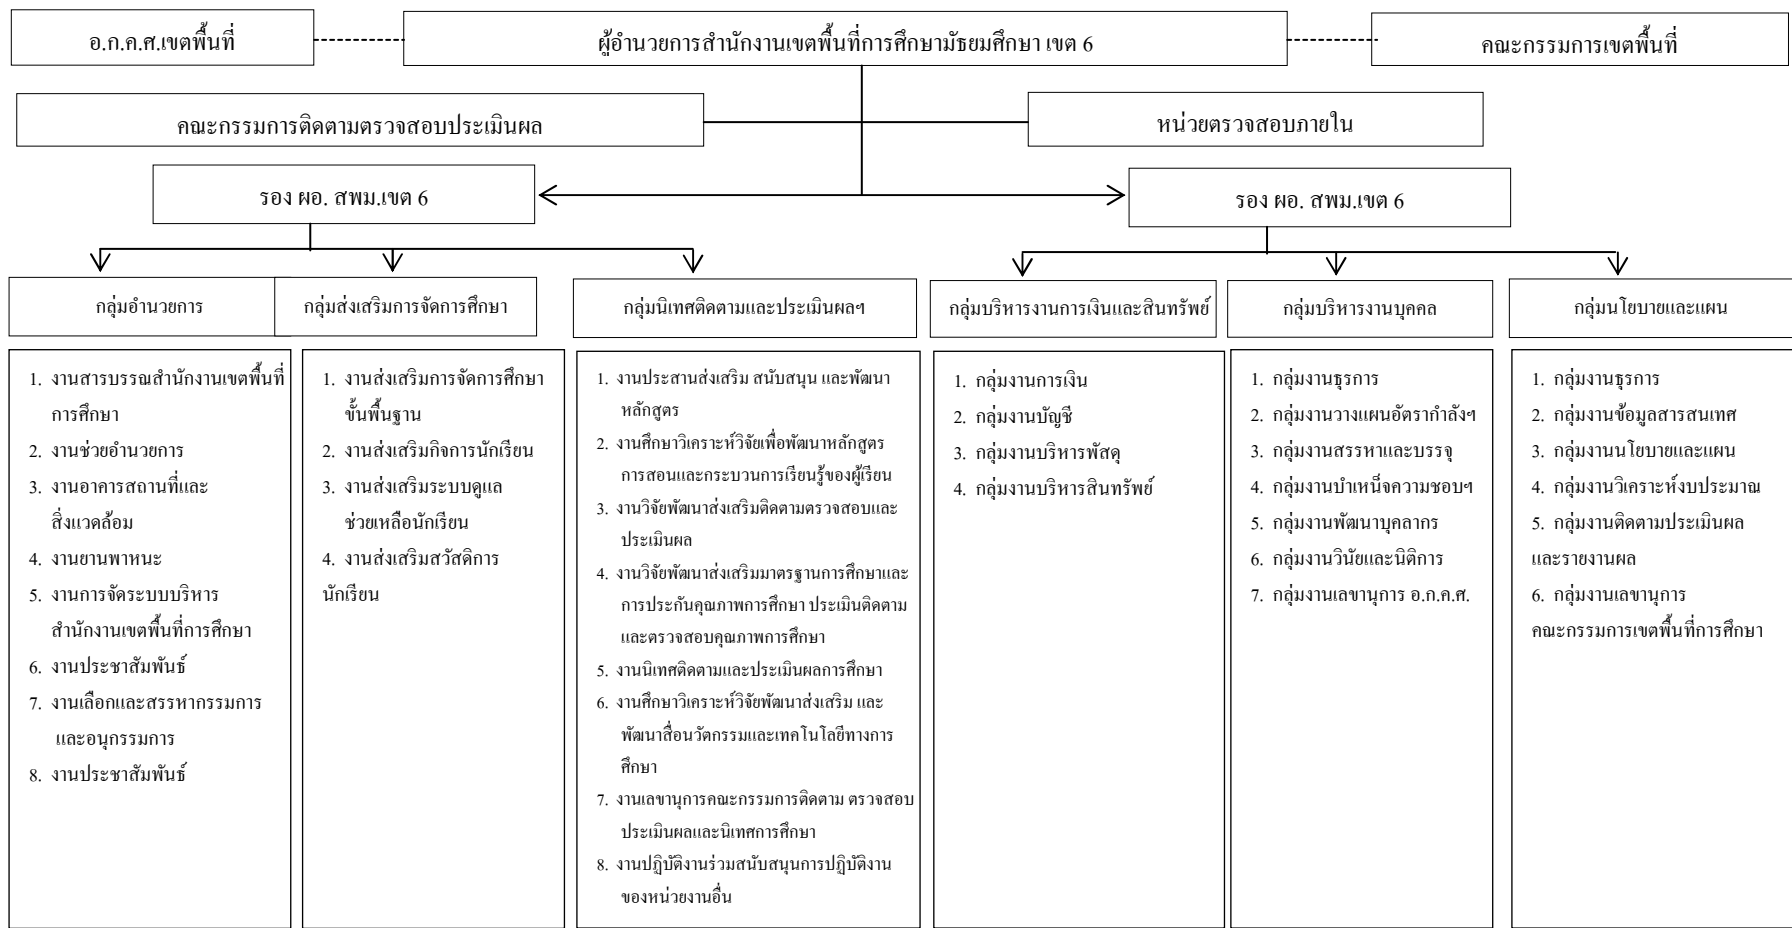 อ.ก.ค.ศ.เขตพื้นที่
ผู้อำนวยการสำนักงานเขตพื้นที่การศึกษามัธยมศึกษา เขต 6
คณะกรรมการเขตพื้นที่
คณะกรรมการติดตามตรวจสอบประเมินผล
หน่วยตรวจสอบภายใน
รอง ผอ. สพม.เขต 6
รอง ผอ. สพม.เขต 6
กลุ่มอำนวยการ
กลุ่มส่งเสริมการจัดการศึกษา
กลุ่มนิเทศติดตามและประเมินผลฯ
กลุ่มบริหารงานการเงินและสินทรัพย์
กลุ่มบริหารงานบุคคล
กลุ่มนโยบายและแผน
1. งานสารบรรณสำนักงานเขตพื้นที่
การศึกษา
2. งานช่วยอำนวยการ
3. งานอาคารสถานที่และ
สิ่งแวดล้อม
4. งานยานพาหนะ
5. งานการจัดระบบบริหาร
สำนักงานเขตพื้นที่การศึกษา
6. งานประชาสัมพันธ์
7. งานเลือกและสรรหากรรมการ
และอนุกรรมการ
8. งานประชาสัมพันธ์
1. งานส่งเสริมการจัดการศึกษา
ขั้นพื้นฐาน
2. งานส่งเสริมกิจการนักเรียน
3. งานส่งเสริมระบบดูแล
ช่วยเหลือนักเรียน
4. งานส่งเสริมสวัสดิการ
นักเรียน
1. งานประสานส่งเสริม สนับสนุน และพัฒนา
หลักสูตร
2. งานศึกษาวิเคราะห์วิจัยเพื่อพัฒนาหลักสูตร
การสอนและกระบวนการเรียนรู้ของผู้เรียน
3. งานวิจัยพัฒนาส่งเสริมติดตามตรวจสอบและ
ประเมินผล
4. งานวิจัยพัฒนาส่งเสริมมาตรฐานการศึกษาและ
การประกันคุณภาพการศึกษา ประเมินติดตาม
และตรวจสอบคุณภาพการศึกษา
5. งานนิเทศติดตามและประเมินผลการศึกษา
6. งานศึกษาวิเคราะห์วิจัยพัฒนาส่งเสริม และ
พัฒนาสื่อนวัตกรรมและเทคโนโลยีทางการ
ศึกษา
7. งานเลขานุการคณะกรรมการติดตาม ตรวจสอบ
ประเมินผลและนิเทศการศึกษา
8. งานปฏิบัติงานร่วมสนับสนุนการปฏิบัติงาน
ของหน่วยงานอื่น
1. กลุ่มงานการเงิน
2. กลุ่มงานบัญชี
3. กลุ่มงานบริหารพัสดุ
4. กลุ่มงานบริหารสินทรัพย์
1. กลุ่มงานธุรการ
2. กลุ่มงานวางแผนอัตรากำลังฯ
3. กลุ่มงานสรรหาและบรรจุ
4. กลุ่มงานบำเหน็จความชอบฯ
5. กลุ่มงานพัฒนาบุคลากร
6. กลุ่มงานวินัยและนิติการ
7. กลุ่มงานเลขานุการ อ.ก.ค.ศ.
1. กลุ่มงานธุรการ
2. กลุ่มงานข้อมูลสารสนเทศ
3. กลุ่มงานนโยบายและแผน
4. กลุ่มงานวิเคราะห์งบประมาณ
5. กลุ่มงานติดตามประเมินผล
และรายงานผล
6. กลุ่มงานเลขานุการ
คณะกรรมการเขตพื้นที่การศึกษา